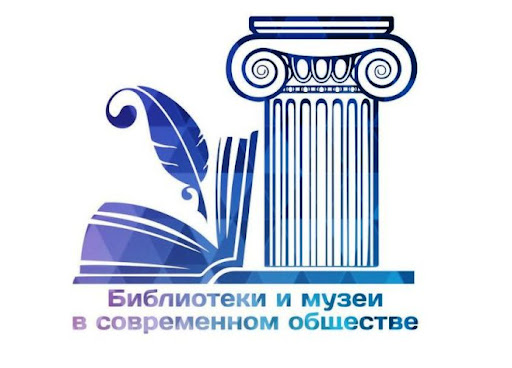 Библиотеки и музеи
в современном обществе